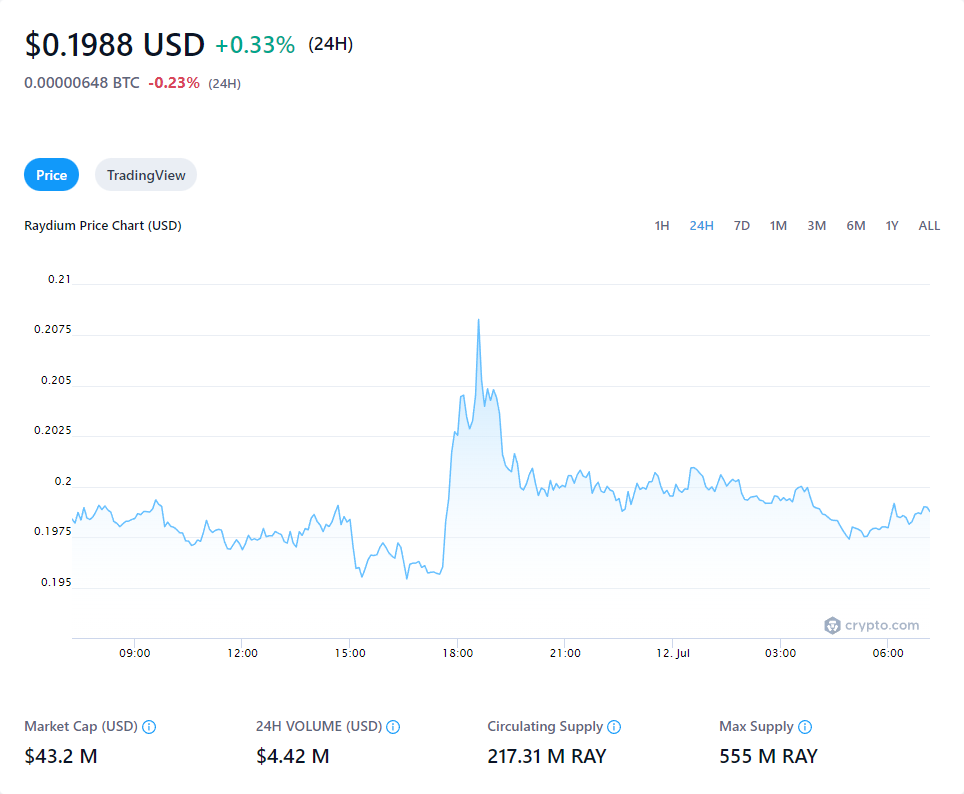 $0.1988 USD +0.33% (24H)
0.00000648 BTC -0.23% (24H)
Price TradingView
Raydium Price Chart (USD) 1H 24H 7D 1M 3M 6M 1Y ALL
0.21
0.2075
0.205
0.2025
0.2
0.1975
0.195
crypto.com
09:00 12:00 15:00 18:00 21:00 12. Jul 03:00 06:00
Market Cap (USD) 24H VOLUME (USD) Circulating Supply Max Supply
$43.2 M $4.42 M 217.31 M RAY 555 M RAY